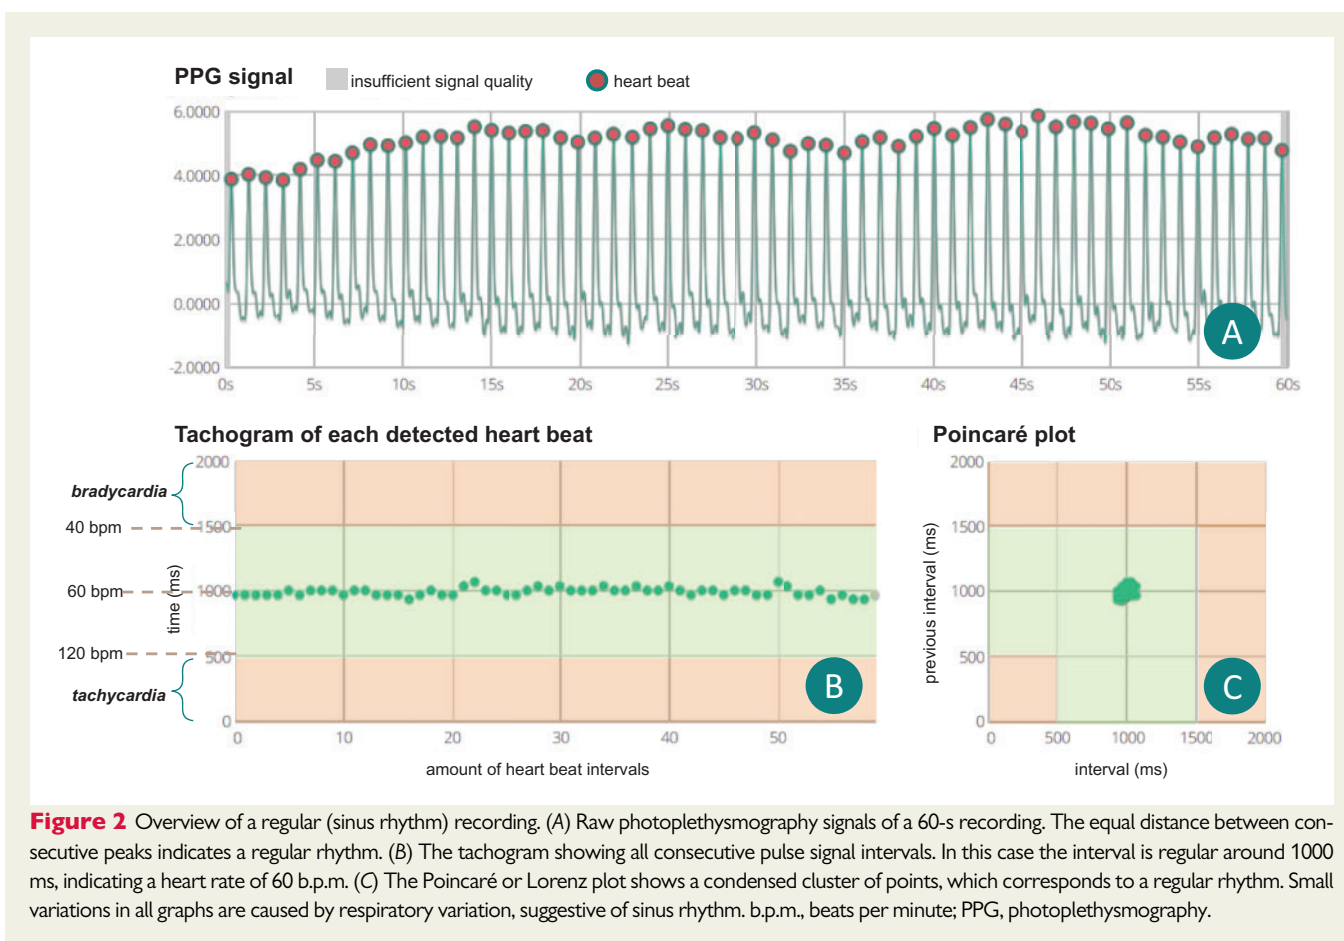 PPG signal
insufficient signal quality
heart beat
6.0000
4.0000
2.0000
0.0000
-2.0000
0s 5s 10s 15s 20s 25s 30s 35s 40s 45s 50s 55s 60s
A
Tachogram of each detected heart beat
2000
bradycardia
40 bpm
1500
60 bpm
1000
time (ms)
120 bpm
500
tachycardia
0
0 10 20 30 40 50
amount of heart beat intervals
B
Poincaré plot
2000
1500
1000
500
0
previous interval (ms)
0 500 1000 1500 2000
interval (ms)
C
Figure 2 Overview of a regular (sinus rhythm) recording. (A) Raw photoplethysmography signals of a 60-s recording. The equal distance between con-
secutive peaks indicates a regular rhythm. (B) The tachogram showing all consecutive pulse signal intervals. In this case the interval is regular around 1000
ms, indicating a heart rate of 60 b.p.m. (C) The Poincaré or Lorenz plot shows a condensed cluster of points, which corresponds to a regular rhythm. Small
variations in all graphs are caused by respiratory variation, suggestive of sinus rhythm. b.p.m., beats per minute; PPG, photoplethysmography.